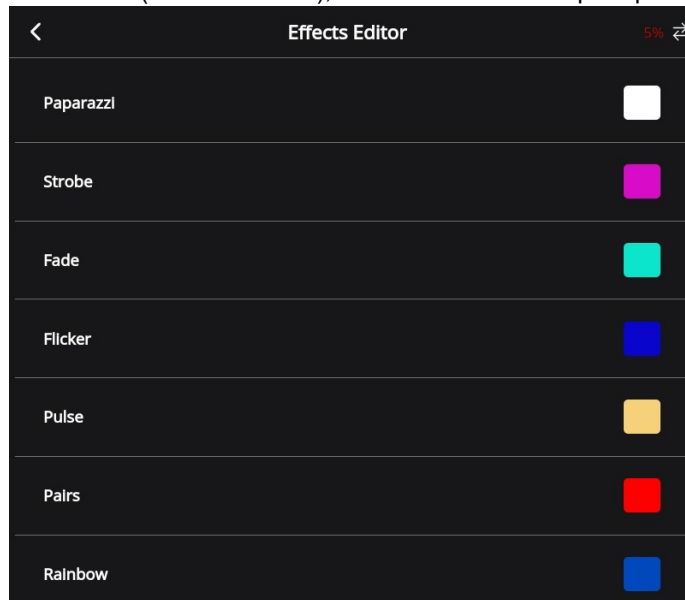 Effects Editor
5%
Paparazzi
Strobe
Fade
Flicker
Pulse
Pairs
Rainbow